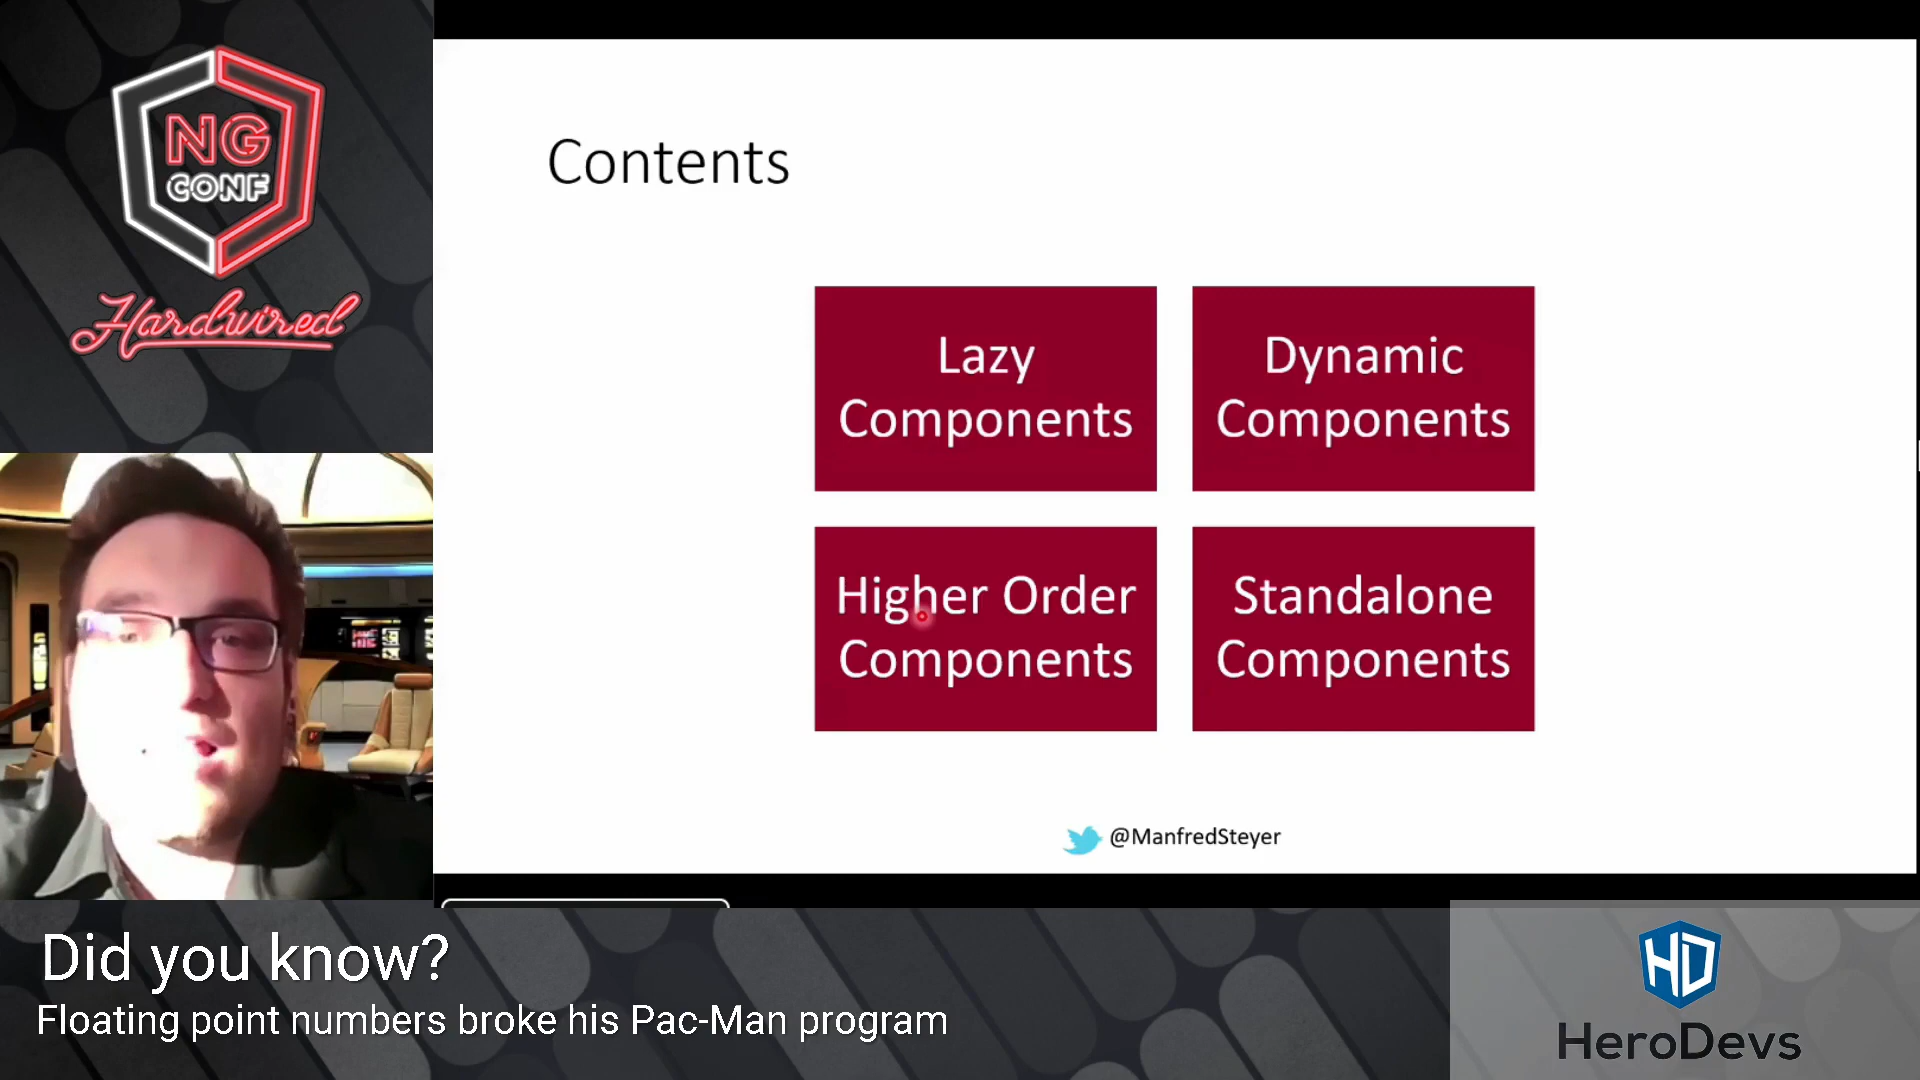 NG
CONF
Hardwired
Contents
Lazy
Components
Dynamic
Components
Higher Order
Components
Standalone
Components
@ManfredSteyer
Did you know?
Floating point numbers broke his Pac-Man program
HD
HeroDevs